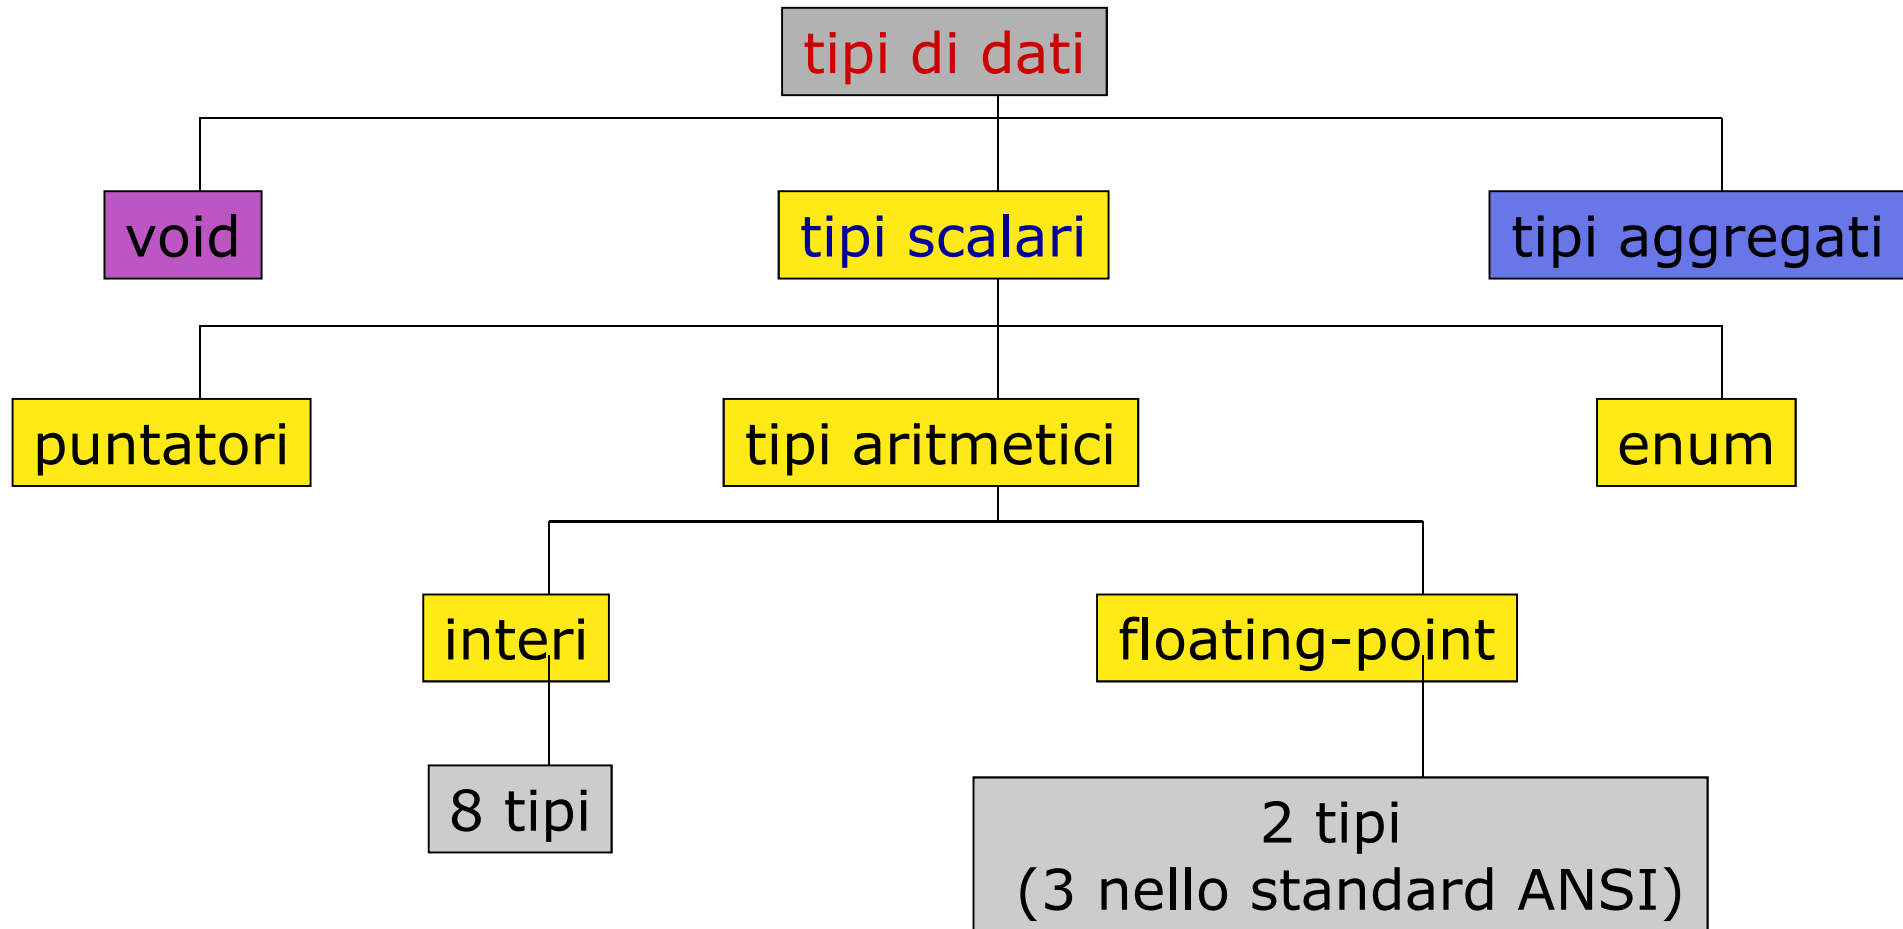 tipi di dati
void
tipi scalari
tipi aggregati
puntatori
tipi aritmetici
enum
interi
floating-point
8 tipi
2 tipi
(3 nello standard ANSI)